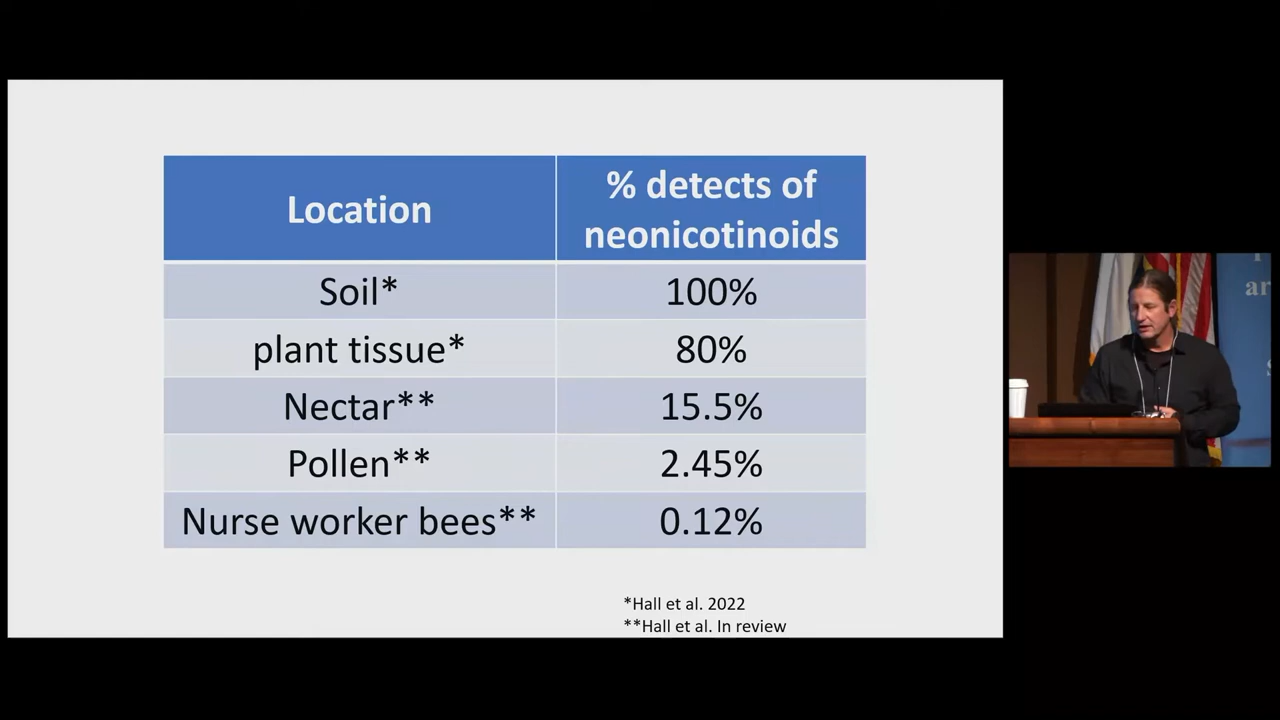 Location
% detects of
neonicotinoids
Soil* 100%
plant tissue* 80%
Nectar** 15.5%
Pollen** 2.45%
Nurse worker bees** 0.12%
*Hall et al. 2022
**Hall et al. In review
ar